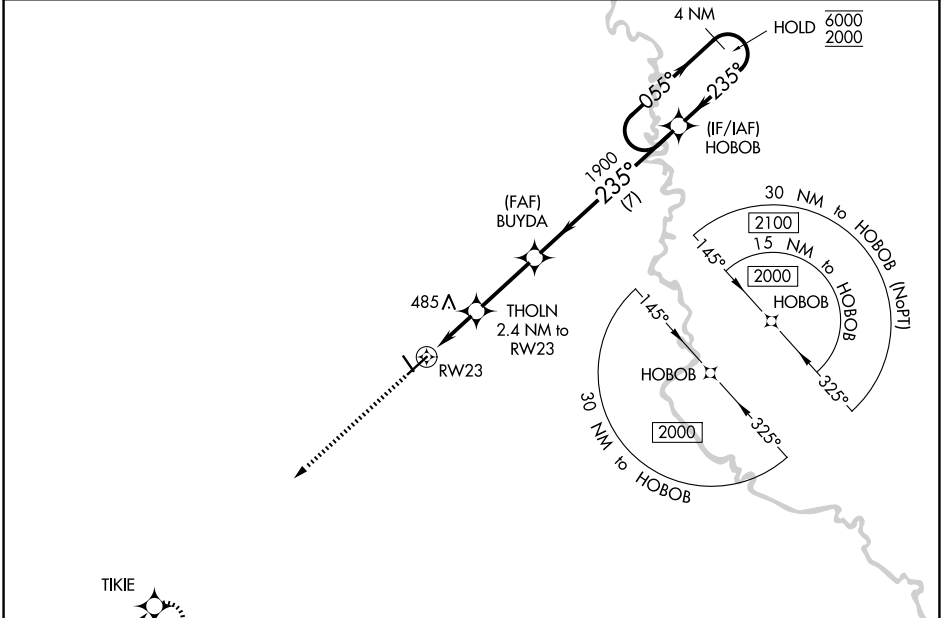 4 NM
HOLD 6000
2000
055°
235°
(IF/IAF)
HOBOB
1900
235°
(7)
(FAF)
BUYDA
30 NM to HOBOB (NoPT)
2100
145°
15 NM to HOBOB
2000
HOBOB
325°
485
THOLN
2.4 NM to
RW23
RW23
145°
HOBOB
325°
2000
30 NM to HOBOB
TIKIE